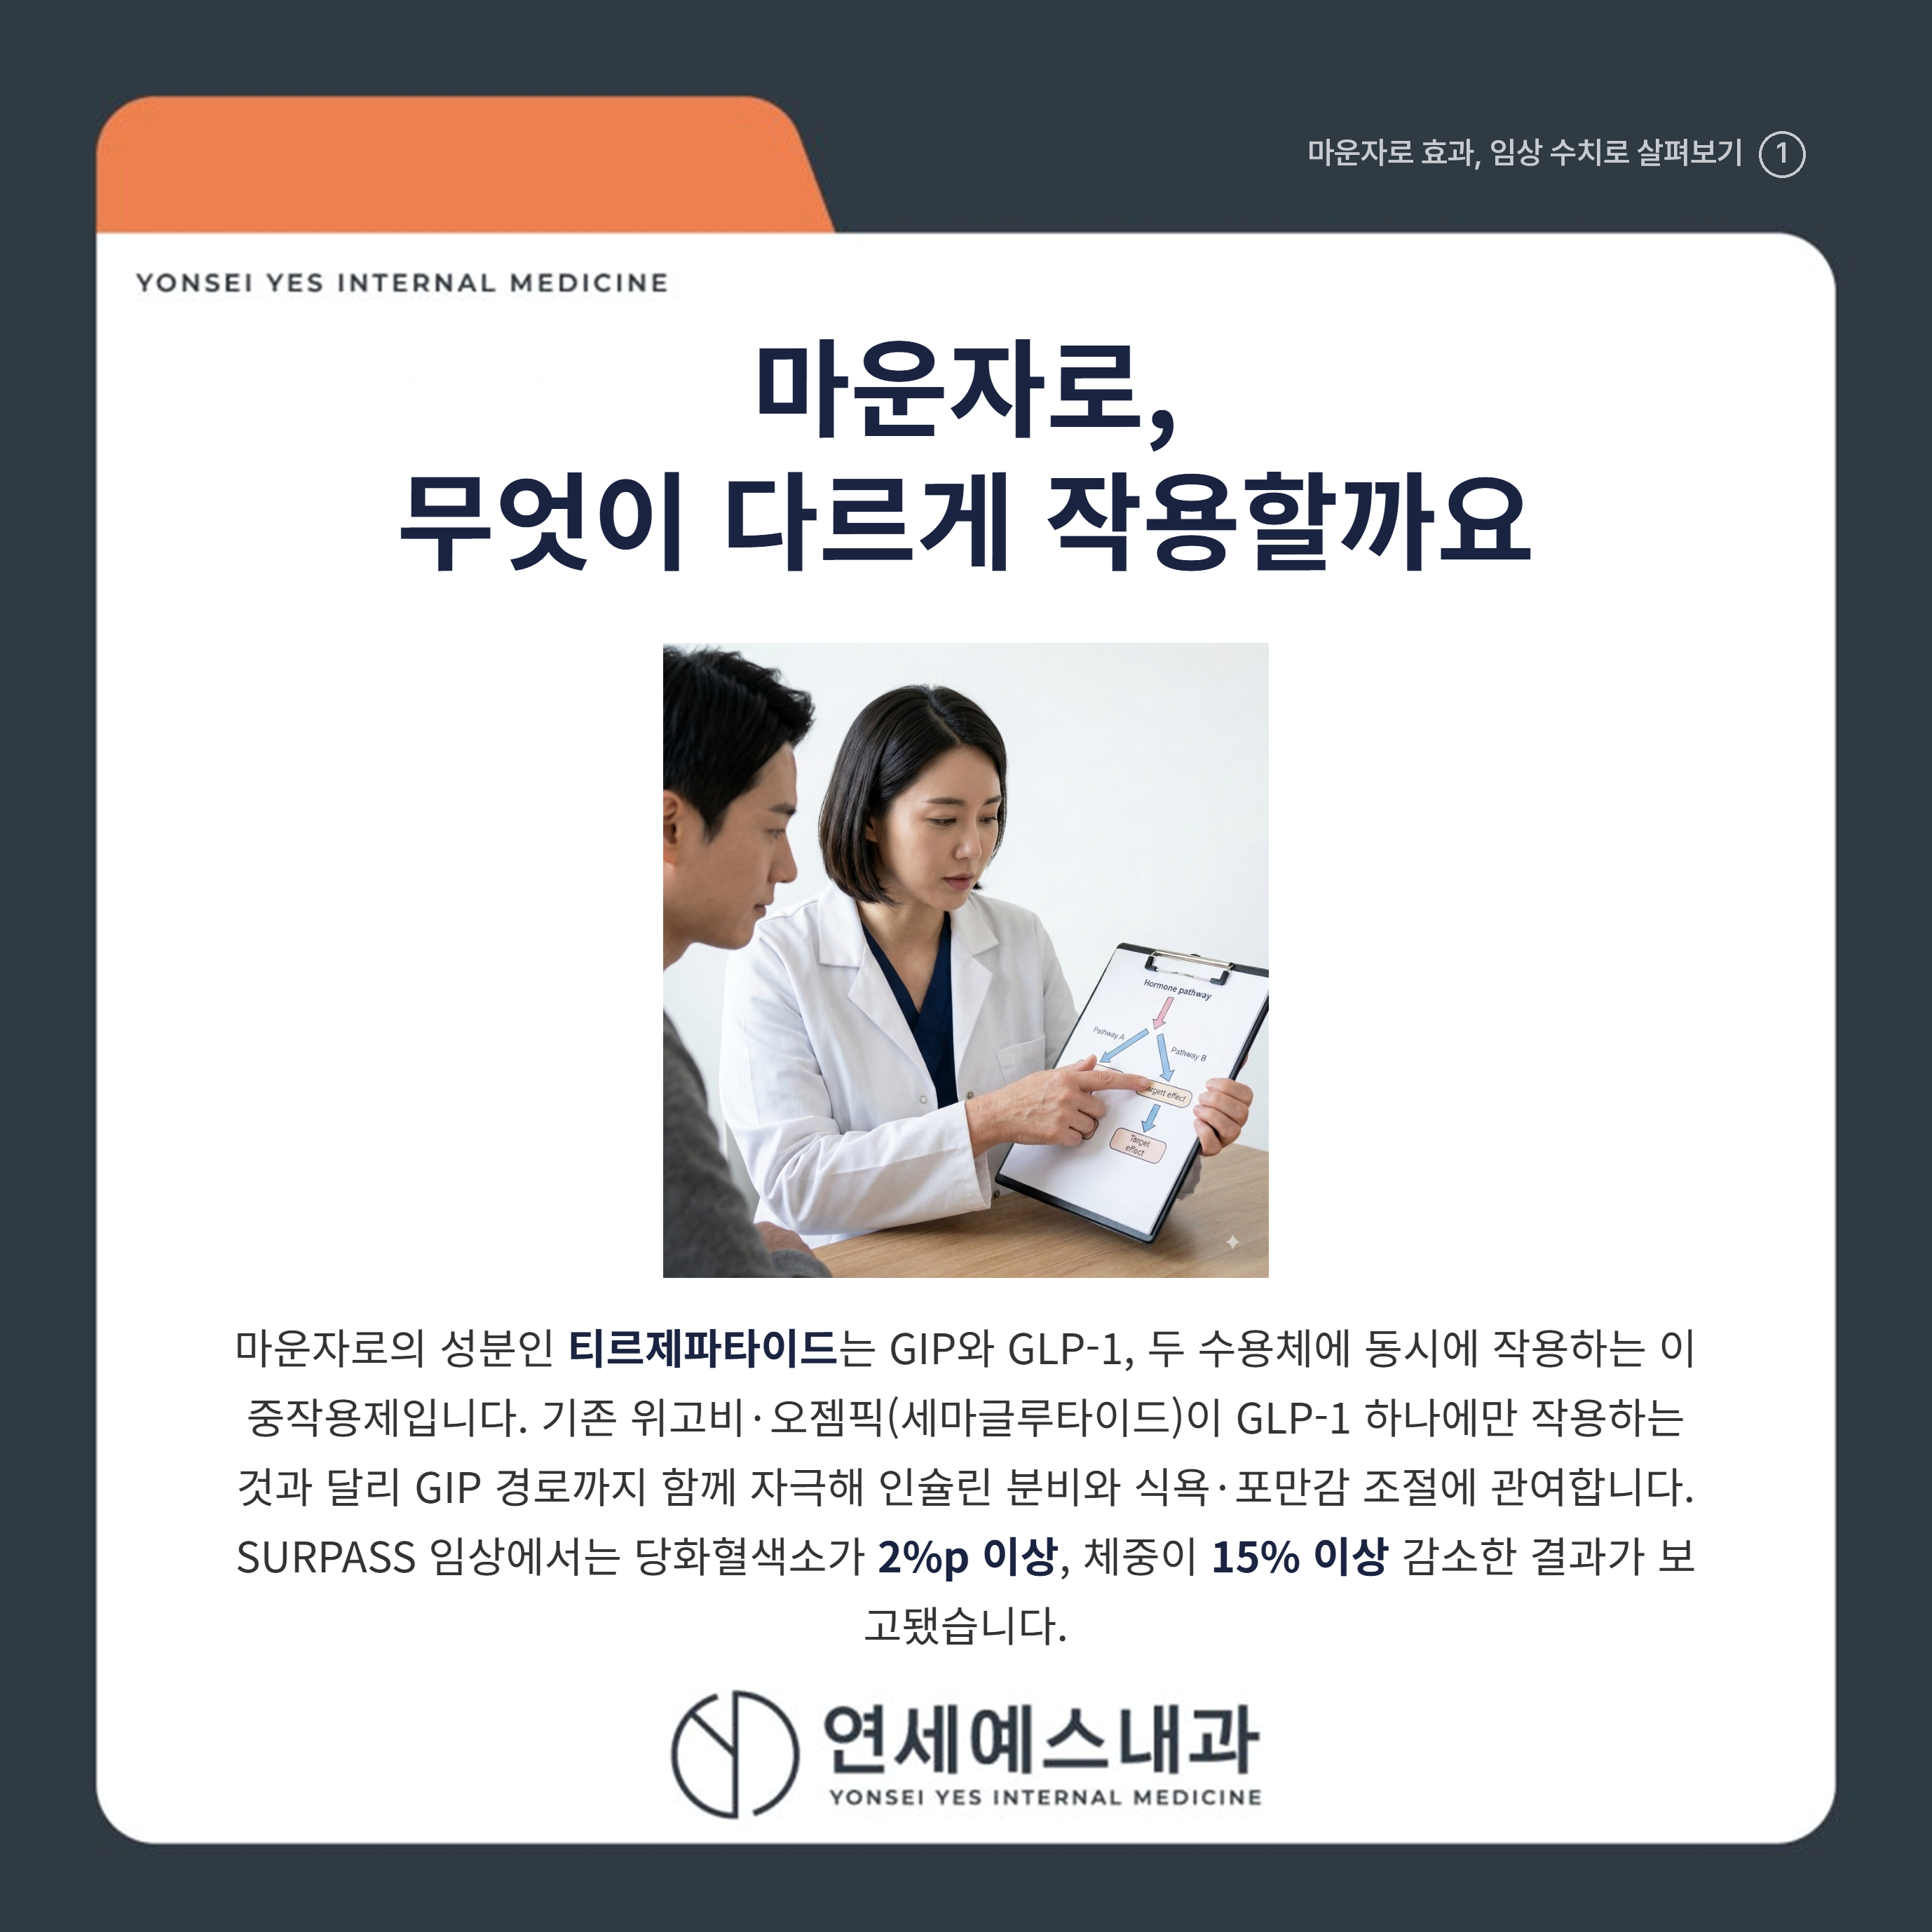 마운자로 효과, 임상 수치로 살펴보기 1
YONSEI YES INTERNAL MEDICINE
마운자로,
무엇이 다르게 작용할까요
Hormone pathway
Pathway A
Pathway B
effect
Target
effect
마운자로의 성분인 티르제파타이드는 GIP와 GLP-1, 두 수용체에 동시에 작용하는 이
중작용제입니다. 기존 위고비·오젬픽(세마글루타이드)이 GLP-1 하나에만 작용하는
것과 달리 GIP 경로까지 함께 자극해 인슐린 분비와 식욕·포만감 조절에 관여합니다.
SURPASS 임상에서는 당화혈색소가 2%p 이상, 체중이 15% 이상 감소한 결과가 보
고됐습니다.
연세예스내과
YONSEI YES INTERNAL MEDICINE